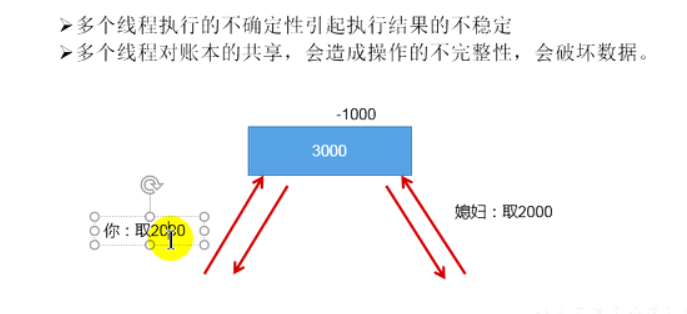 ➢多个线程执行的不确定性引起执行结果的不稳定
➢多个线程对账本的共享，会造成操作的不完整性，会破坏数据。
-1000
3000
媳妇：取2000
你：取2000